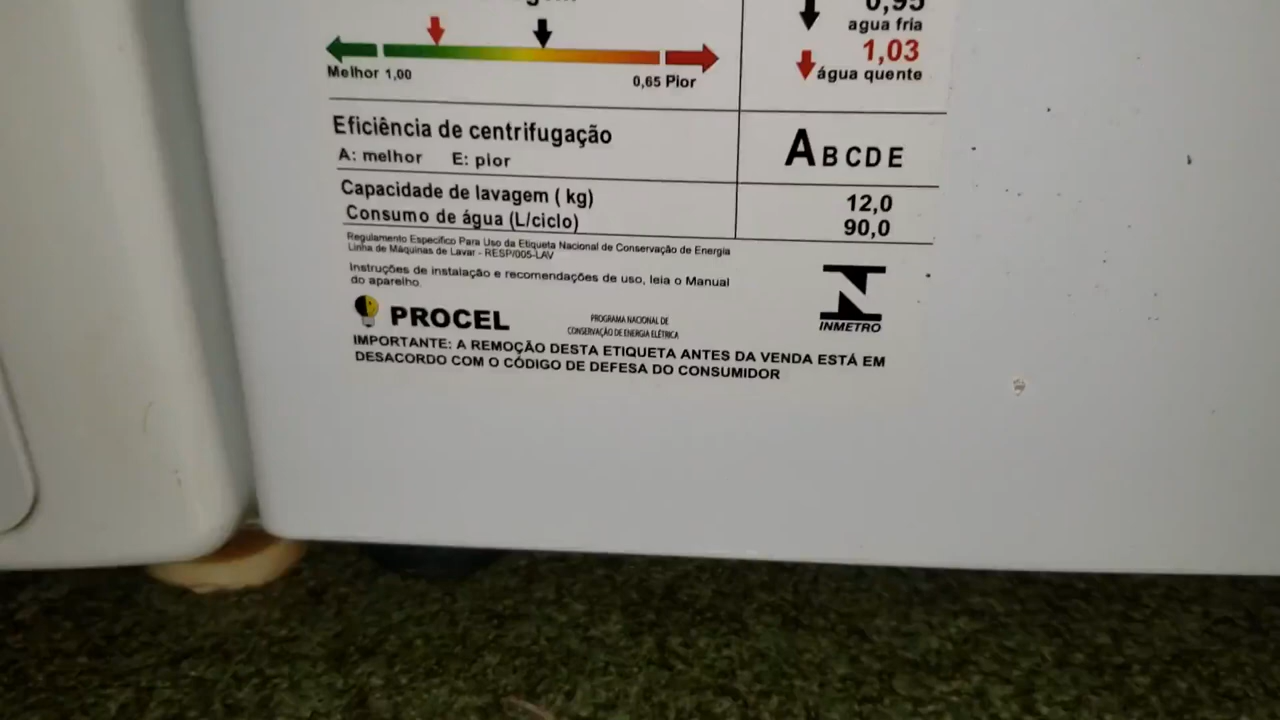 0,95
agua fria
1,03
água quente
Melhor 1,00
0,65 Pior
Eficiência de centrifugação
A: melhor E: pior
A B C D E
Capacidade de lavagem ( kg) 12,0
Consumo de água (L/ciclo) 90,0
Regulamento Específico Para Uso da Etiqueta Nacional de Conservação de Energia
Linha de Máquinas de Lavar - RESP/005-LAV
Instruções de instalação e recomendações de uso, leia o Manual
do aparelho.
PROCEL
PROGRAMA NACIONAL DE
CONSERVAÇÃO DE ENERGIA ELÉTRICA
INMETRO
IMPORTANTE: A REMOÇÃO DESTA ETIQUETA ANTES DA VENDA ESTÁ EM
DESACORDO COM O CÓDIGO DE DEFESA DO CONSUMIDOR